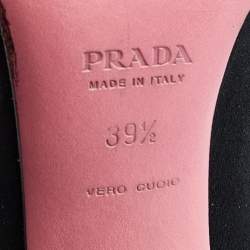 PRADA
MADE IN ITALY
39½
VERO CUOIO